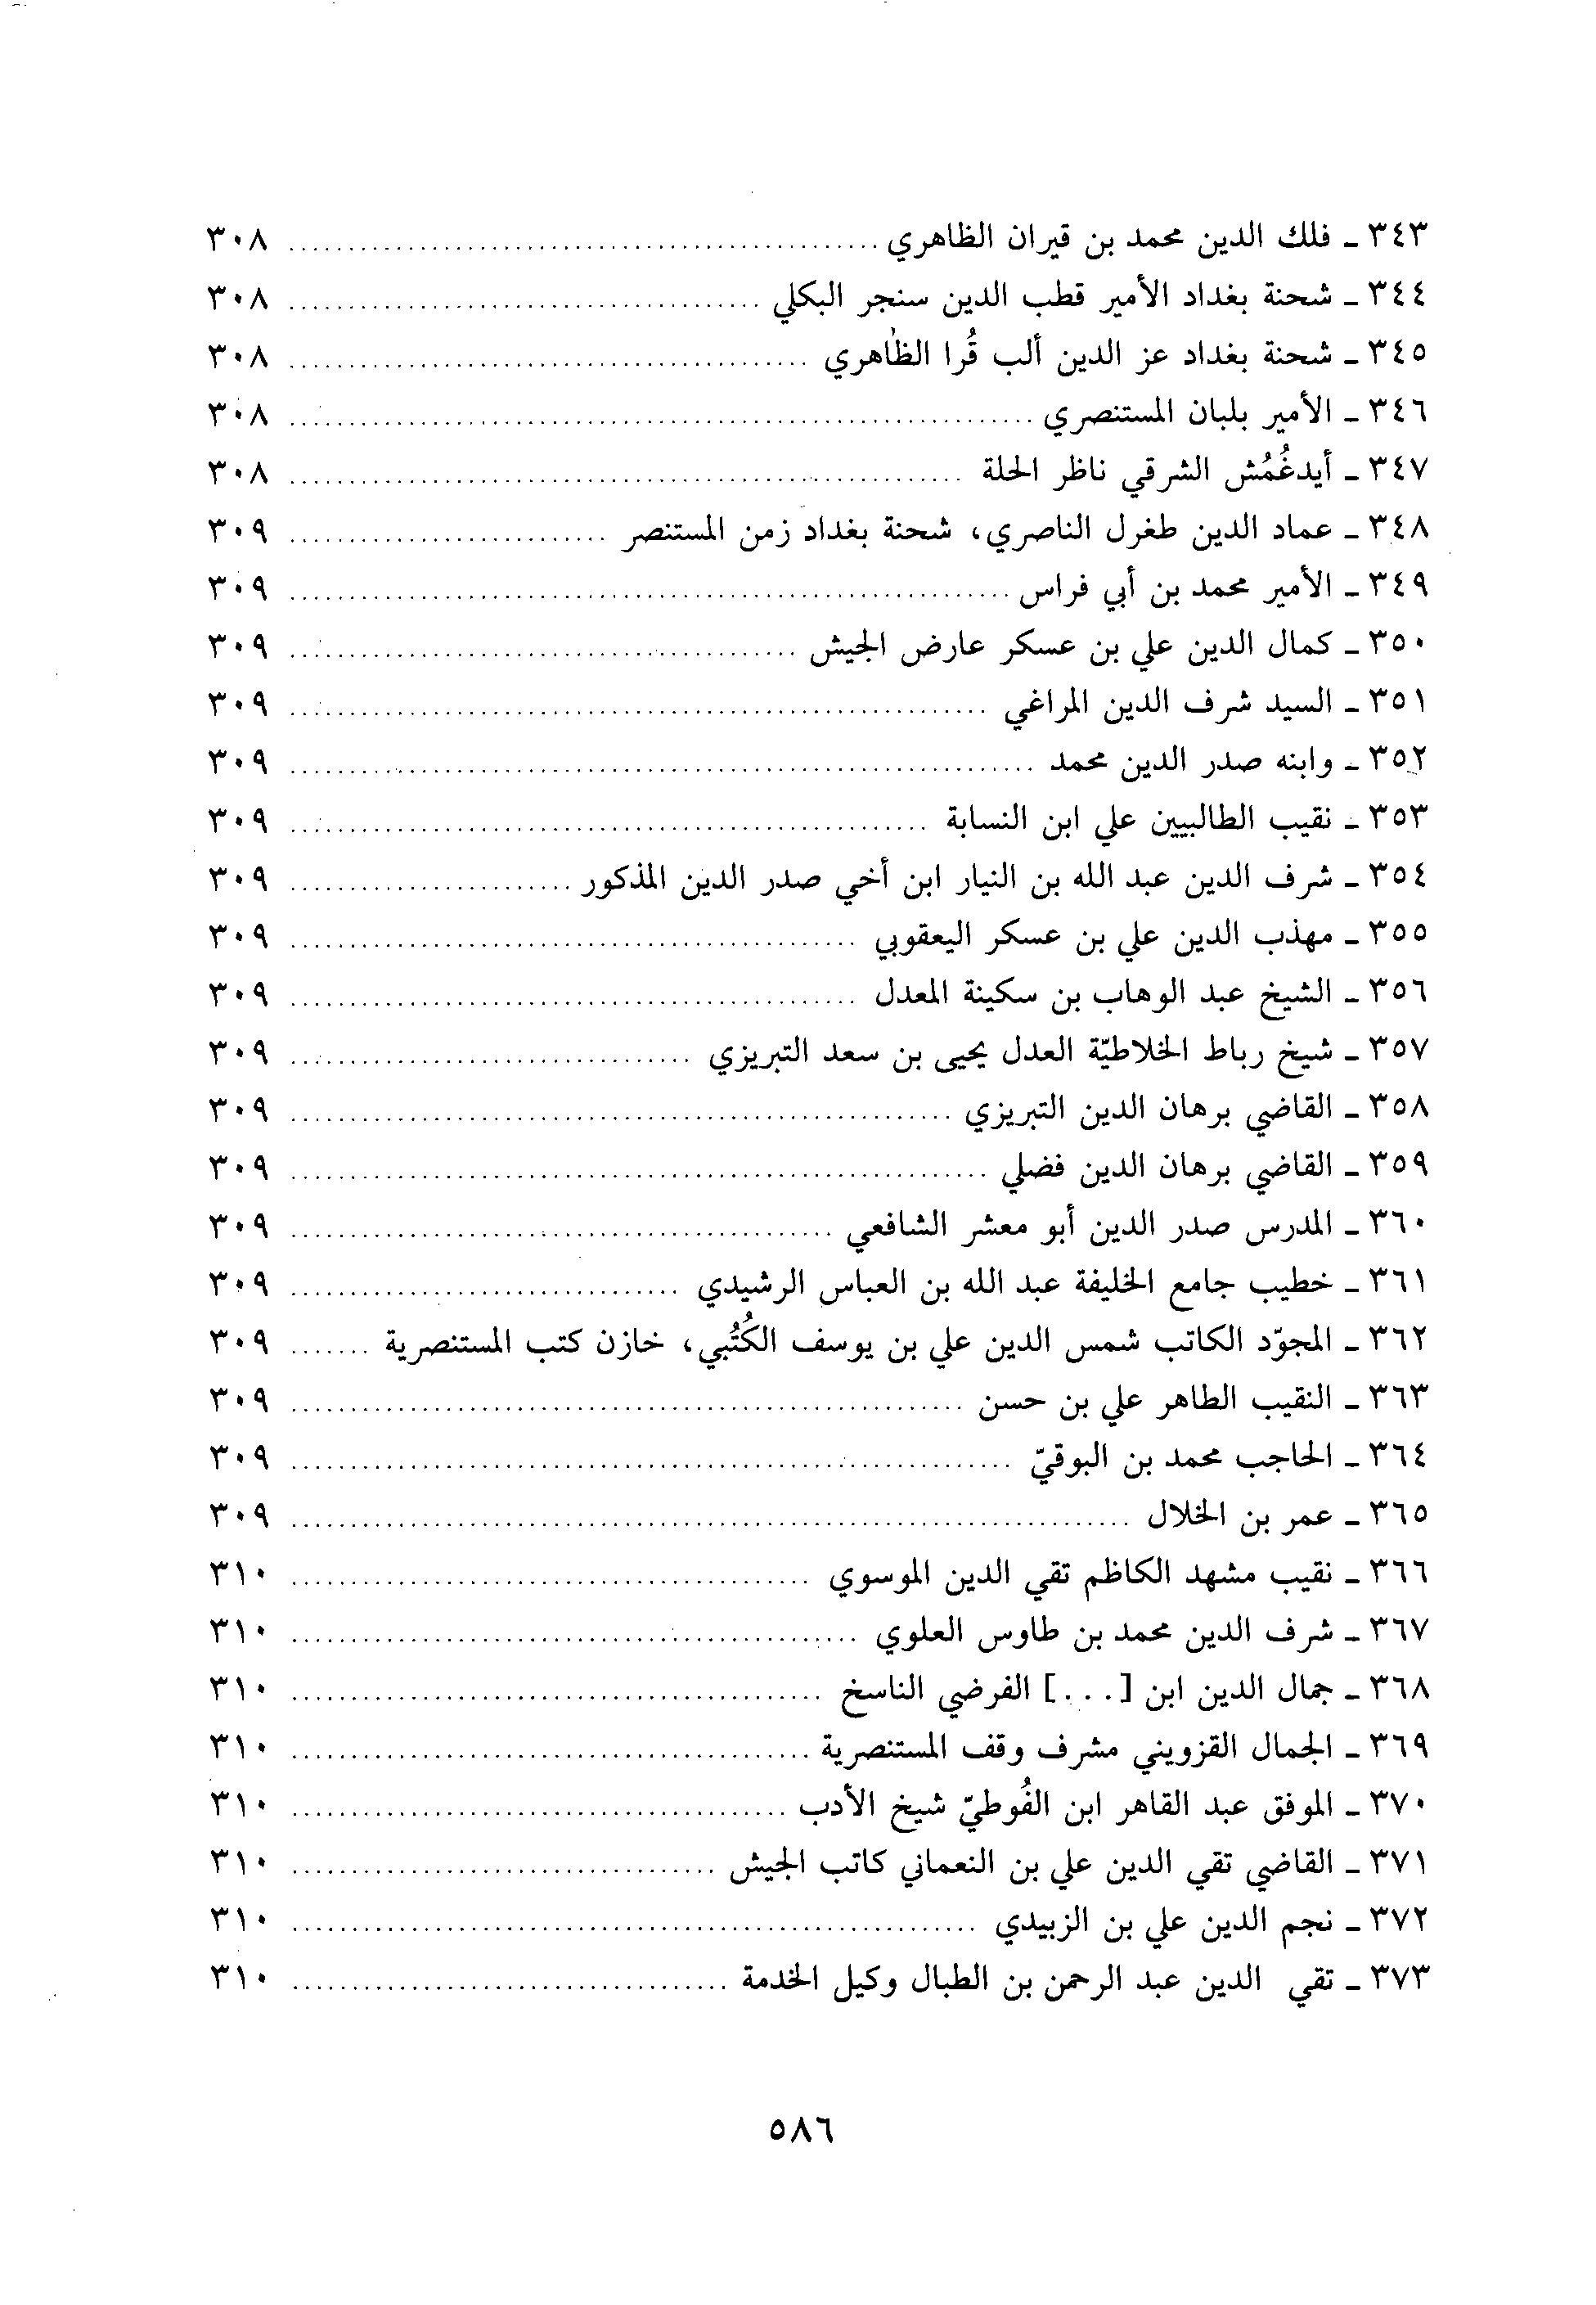 ٣٤٣ ـ فلك الدين محمد بن قيران الظاهري ........ ٣٠٨
٣٤٤ ـ شحنة بغداد الأمير قطب الدين سنجر البكلي ........ ٣٠٨
٣٤٥ ـ شحنة بغداد عز الدين ألب قُرا الظاهري ........ ٣٠٨
٣٤٦ ـ الأمير بلبان المستنصري ........ ٣٠٨
٣٤٧ ـ أيدغُمُش الشرقي ناظر الحلة ........ ٣٠٨
٣٤٨ ـ عماد الدين طغرل الناصري، شحنة بغداد زمن المستنصر ........ ٣٠٩
٣٤٩ ـ الأمير محمد بن أبي فراس ........ ٣٠٩
٣٥٠ ـ كمال الدين علي بن عسكر عارض الجيش ........ ٣٠٩
٣٥١ ـ السيد شرف الدين المراغي ........ ٣٠٩
٣٥٢ ـ وابنه صدر الدين محمد ........ ٣٠٩
٣٥٣ ـ نقيب الطالبيين علي ابن النسابة ........ ٣٠٩
٣٥٤ ـ شرف الدين عبد الله بن النيار ابن أخي صدر الدين المذكور ........ ٣٠٩
٣٥٥ ـ مهذب الدين علي بن عسكر اليعقوبي ........ ٣٠٩
٣٥٦ ـ الشيخ عبد الوهاب بن سكينة المعدل ........ ٣٠٩
٣٥٧ ـ شيخ رباط الخلاطيّة العدل يحيى بن سعد التبريزي ........ ٣٠٩
٣٥٨ ـ القاضي برهان الدين التبريزي ........ ٣٠٩
٣٥٩ ـ القاضي برهان الدين فضلي ........ ٣٠٩
٣٦٠ ـ المدرس صدر الدين أبو معشر الشافعي ........ ٣٠٩
٣٦١ ـ خطيب جامع الخليفة عبد الله بن العباس الرشيدي ........ ٣٠٩
٣٦٢ ـ المجوّد الكاتب شمس الدين علي بن يوسف الكُتُبي، خازن كتب المستنصرية ....... ٣٠٩
٣٦٣ ـ النقيب الطاهر علي بن حسن ........ ٣٠٩
٣٦٤ ـ الحاجب محمد بن البوقيّ ........ ٣٠٩
٣٦٥ ـ عمر بن الخلال ........ ٣٠٩
٣٦٦ ـ نقيب مشهد الكاظم تقي الدين الموسوي ........ ٣١٠
٣٦٧ ـ شرف الدين محمد بن طاوس العلوي ........ ٣١٠
٣٦٨ ـ جمال الدين ابن [. . .] الفرضي الناسخ ........ ٣١٠
٣٦٩ ـ الجمال القزويني مشرف وقف المستنصرية ........ ٣١٠
٣٧٠ ـ الموفق عبد القاهر ابن الفُوطيّ شيخ الأدب ........ ٣١٠
٣٧١ ـ القاضي تقي الدين علي بن النعماني كاتب الجيش ........ ٣١٠
٣٧٢ ـ نجم الدين علي بن الزبيدي ........ ٣١٠
٣٧٣ ـ تقي الدين عبد الرحمن بن الطبال وكيل الخدمة ........ ٣١٠
٥٨٦